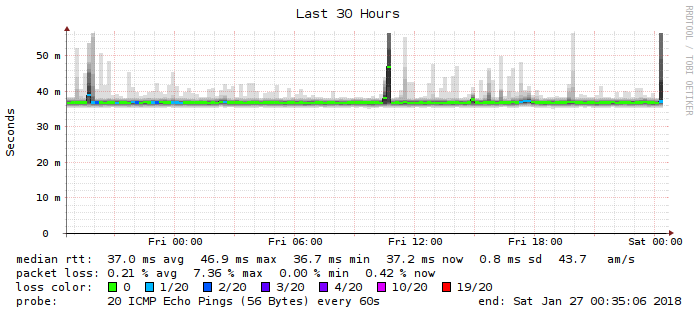 Last 30 Hours
RRDTOOL / TOBI OETIKER
Seconds
50 m
40 m
30 m
20 m
10 m
0
Fri 00:00 Fri 06:00 Fri 12:00 Fri 18:00 Sat 00:00
median rtt: 37.0 ms avg 46.9 ms max 36.7 ms min 37.2 ms now 0.8 ms sd 43.7 am/s
packet loss: 0.21 % avg 7.36 % max 0.00 % min 0.42 % now
loss color: 0 1/20 2/20 3/20 4/20 10/20 19/20
probe: 20 ICMP Echo Pings (56 Bytes) every 60s end: Sat Jan 27 00:35:06 2018